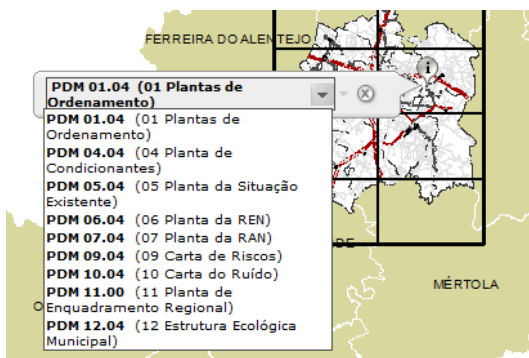 FERREIRA DO ALENTEJO
PDM 01.04 (01 Plantas de
Ordenamento)
PDM 01.04 (01 Plantas de
Ordenamento)
PDM 04.04 (04 Planta de
Condicionantes)
PDM 05.04 (05 Planta da Situação
Existente)
PDM 06.04 (06 Planta da REN)
PDM 07.04 (07 Planta da RAN)
PDM 09.04 (09 Carta de Riscos)
PDM 10.04 (10 Carta do Ruído)
PDM 11.00 (11 Planta de
Enquadramento Regional)
PDM 12.04 (12 Estrutura Ecológica
Municipal)
DE
MÉRTOLA
O